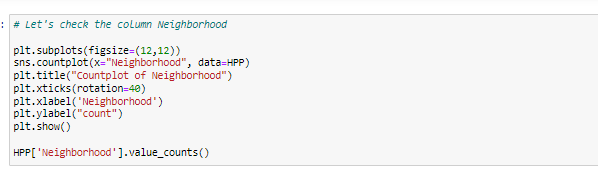 : # Let's check the column Neighborhood
plt.subplots(figsize=(12,12))
sns.countplot(x="Neighborhood", data=HPP)
plt.title("Countplot of Neighborhood")
plt.xticks(rotation=40)
plt.xlabel('Neighborhood')
plt.ylabel("count")
plt.show()
HPP['Neighborhood'].value_counts()